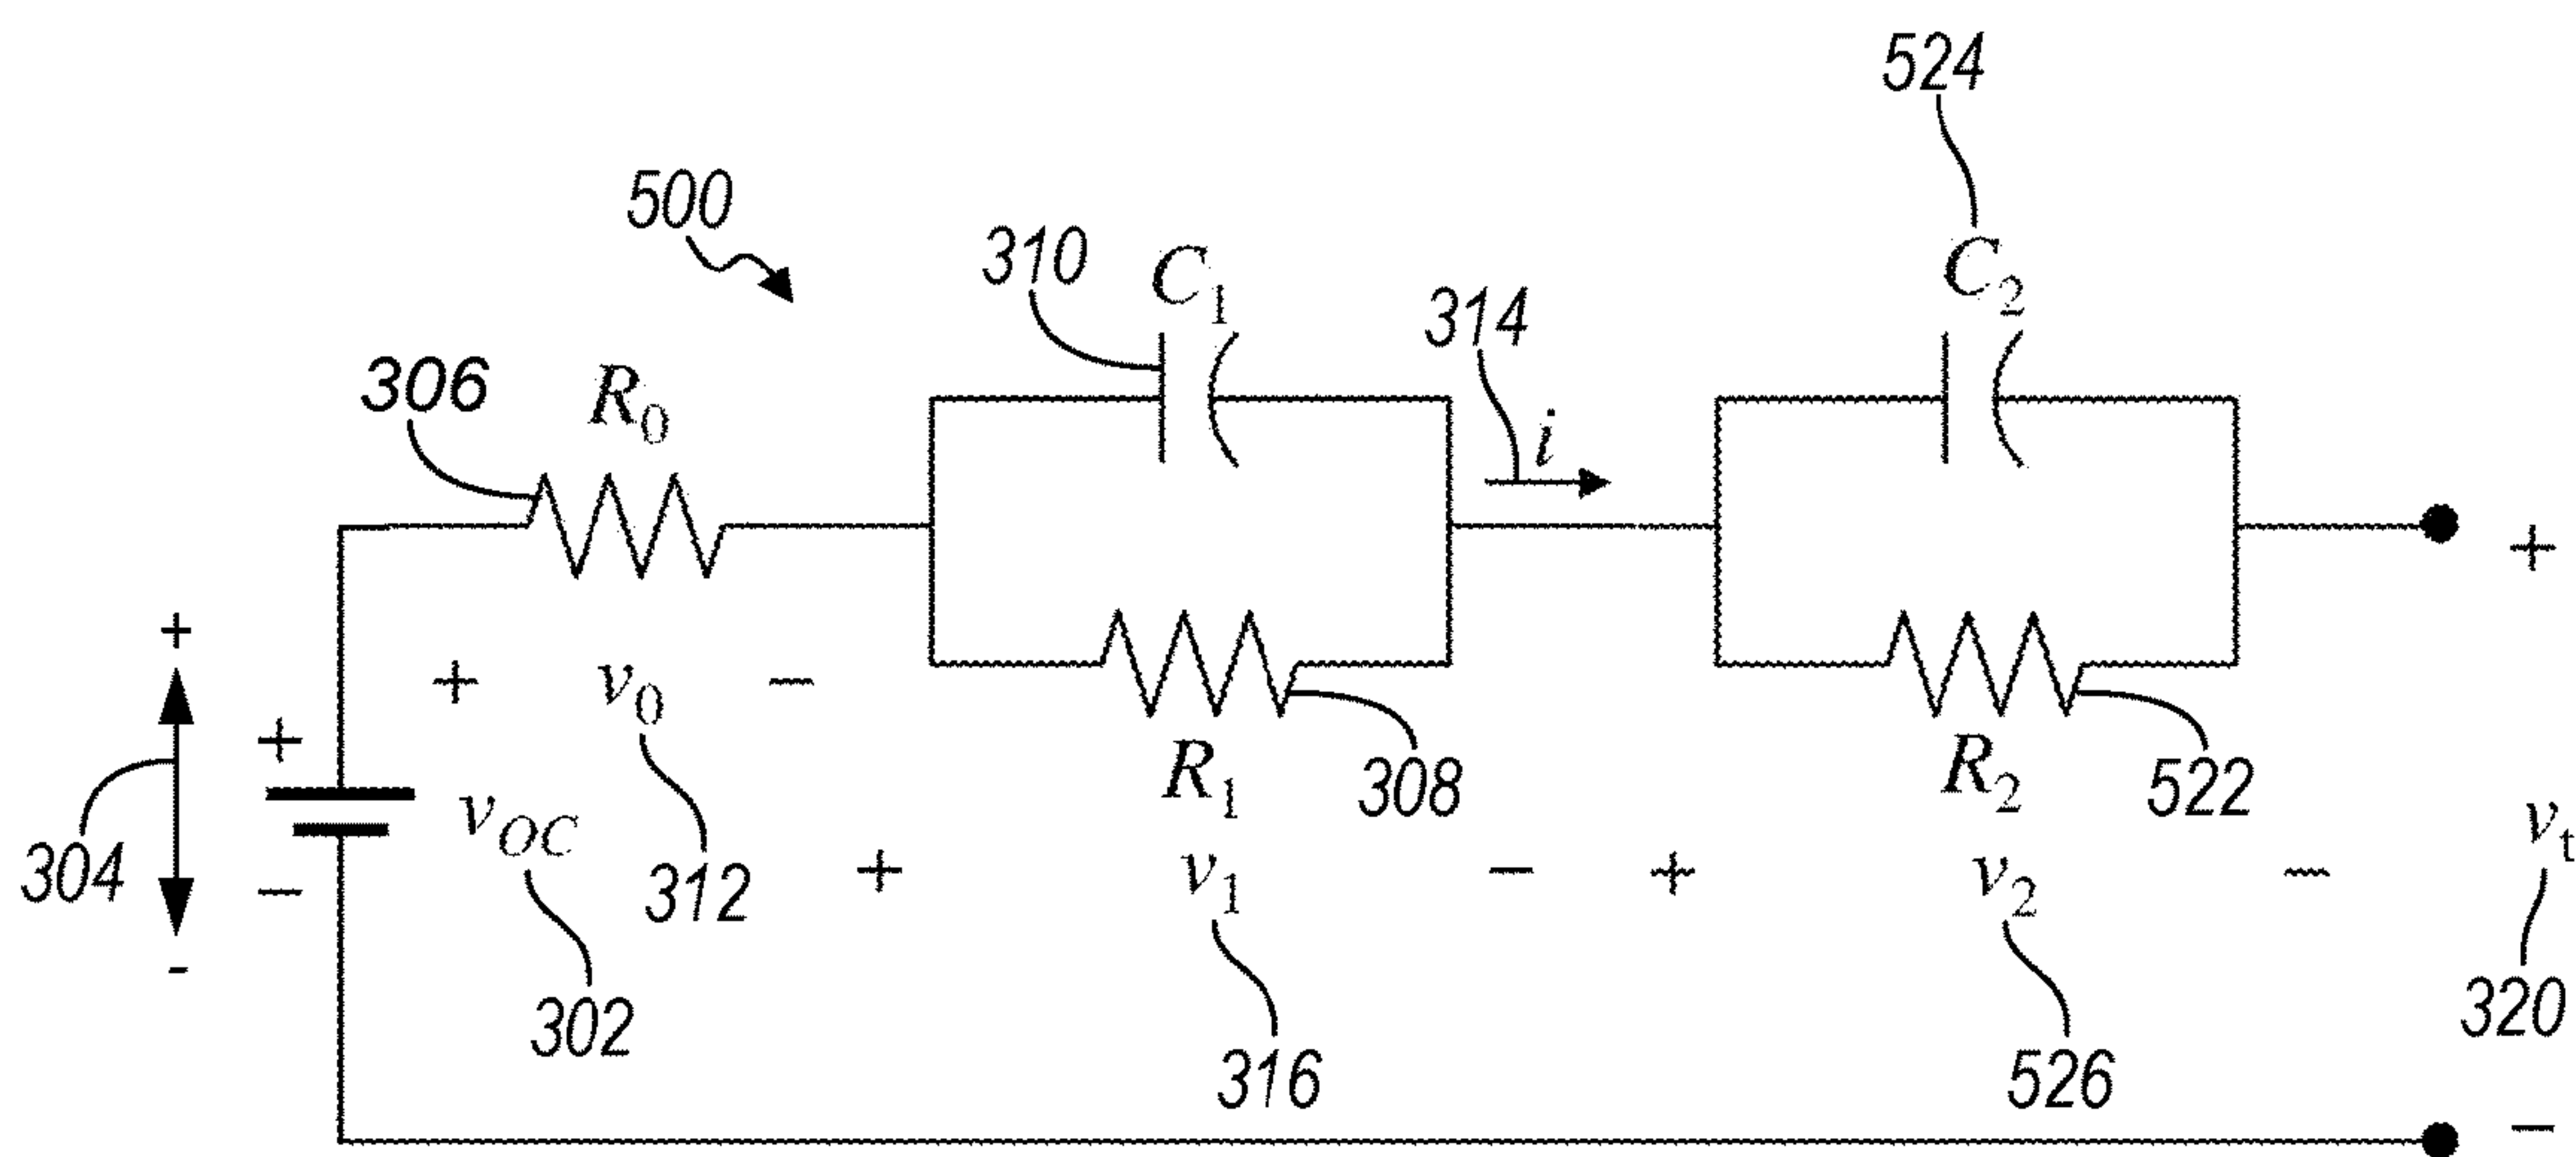 524
500
310 C1 C2
314
306 R0 i
+ +
+ v0 −
+ R1 308 R2 522
vOC vt
304 − 312 + v1 − + v2 −
-
302 320
316 526
−